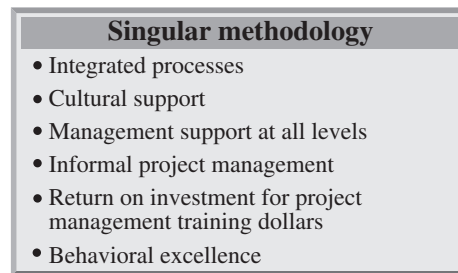 Singular methodology
• Integrated processes
• Cultural support
• Management support at all levels
• Informal project management
• Return on investment for project
management training dollars
• Behavioral excellence